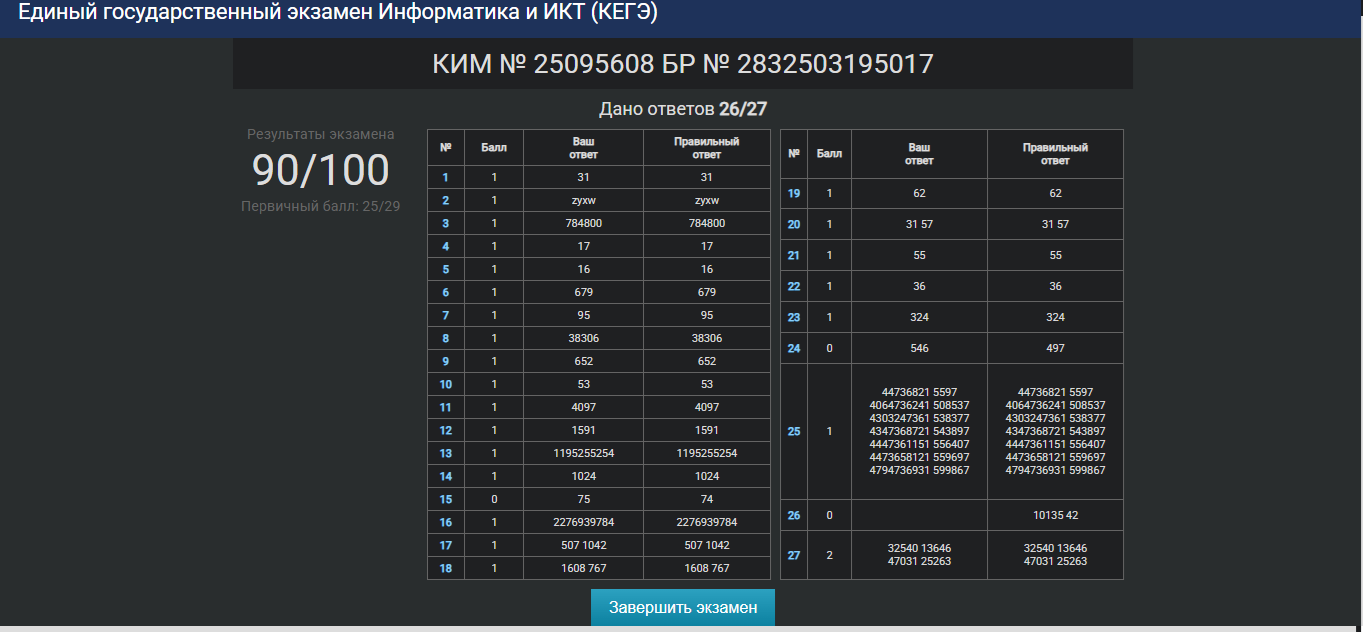 Единый государственный экзамен Информатика и ИКТ (КЕГЭ)
КИМ № 25095608 БР № 2832503195017
Дано ответов 26/27
Результаты экзамена
90/100
Первичный балл: 25/29
№ Балл Ваш ответ Правильный ответ
1 1 31 31
2 1 zyxw zyxw
3 1 784800 784800
4 1 17 17
5 1 16 16
6 1 679 679
7 1 95 95
8 1 38306 38306
9 1 652 652
10 1 53 53
11 1 4097 4097
12 1 1591 1591
13 1 1195255254 1195255254
14 1 1024 1024
15 0 75 74
16 1 2276939784 2276939784
17 1 507 1042 507 1042
18 1 1608 767 1608 767
№ Балл Ваш ответ Правильный ответ
19 1 62 62
20 1 31 57 31 57
21 1 55 55
22 1 36 36
23 1 324 324
24 0 546 497
44736821 5597 44736821 5597
4064736241 508537 4064736241 508537
4303247361 538377 4303247361 538377
25 1 4347368721 543897 4347368721 543897
4447361151 556407 4447361151 556407
4473658121 559697 4473658121 559697
4794736931 599867 4794736931 599867
26 0 10135 42
27 2 32540 13646 32540 13646
47031 25263 47031 25263
Завершить экзамен